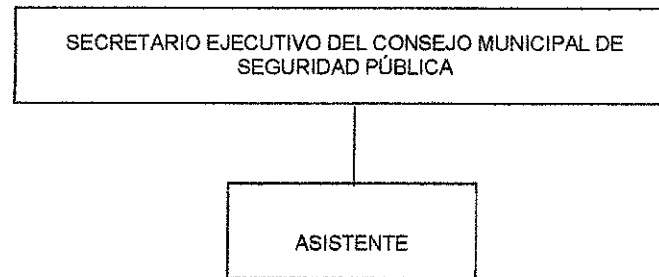 SECRETARIO EJECUTIVO DEL CONSEJO MUNICIPAL DE
SEGURIDAD PÚBLICA
ASISTENTE